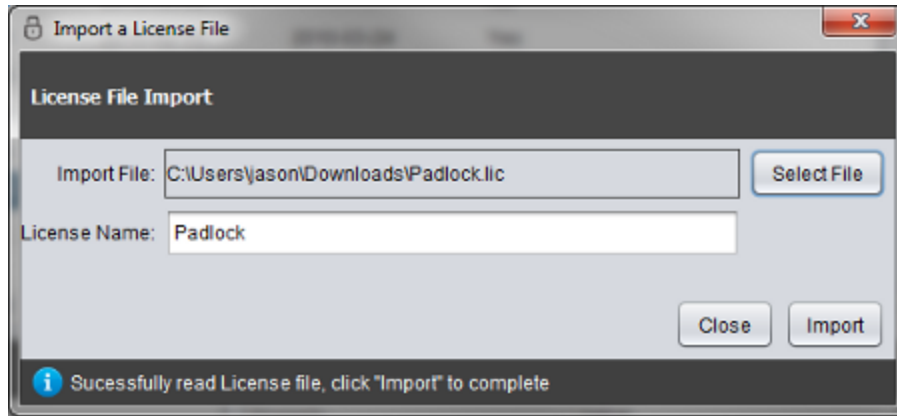 Import a License File
License File Import
Import File: C:\Users\jason\Downloads\Padlock.lic Select File
License Name: Padlock
Close Import
Sucessfully read License file, click "Import" to complete